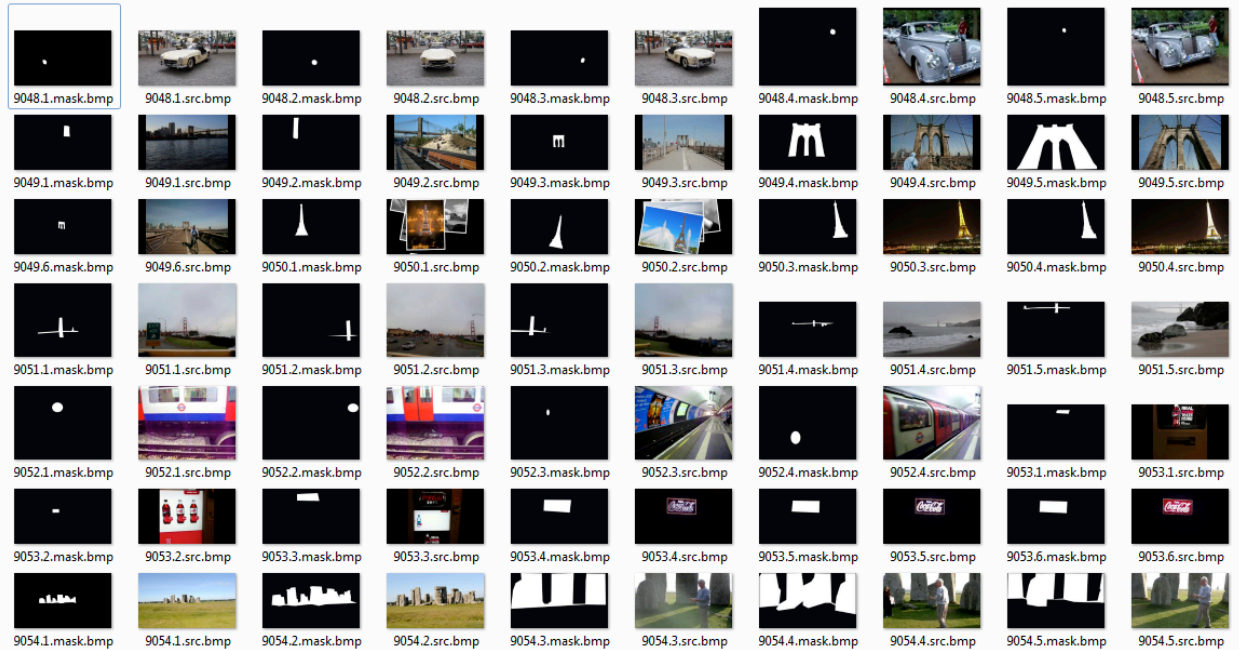 9048.1.mask.bmp 9048.1.src.bmp 9048.2.mask.bmp 9048.2.src.bmp 9048.3.mask.bmp 9048.3.src.bmp 9048.4.mask.bmp 9048.4.src.bmp 9048.5.mask.bmp 9048.5.src.bmp
9049.1.mask.bmp 9049.1.src.bmp 9049.2.mask.bmp 9049.2.src.bmp 9049.3.mask.bmp 9049.3.src.bmp 9049.4.mask.bmp 9049.4.src.bmp 9049.5.mask.bmp 9049.5.src.bmp
9049.6.mask.bmp 9049.6.src.bmp 9050.1.mask.bmp 9050.1.src.bmp 9050.2.mask.bmp 9050.2.src.bmp 9050.3.mask.bmp 9050.3.src.bmp 9050.4.mask.bmp 9050.4.src.bmp
9051.1.mask.bmp 9051.1.src.bmp 9051.2.mask.bmp 9051.2.src.bmp 9051.3.mask.bmp 9051.3.src.bmp 9051.4.mask.bmp 9051.4.src.bmp 9051.5.mask.bmp 9051.5.src.bmp
9052.1.mask.bmp 9052.1.src.bmp 9052.2.mask.bmp 9052.2.src.bmp 9052.3.mask.bmp 9052.3.src.bmp 9052.4.mask.bmp 9052.4.src.bmp 9053.1.mask.bmp 9053.1.src.bmp
Coca-Cola Coca-Cola Coca-Cola
9053.2.mask.bmp 9053.2.src.bmp 9053.3.mask.bmp 9053.3.src.bmp 9053.4.mask.bmp 9053.4.src.bmp 9053.5.mask.bmp 9053.5.src.bmp 9053.6.mask.bmp 9053.6.src.bmp
9054.1.mask.bmp 9054.1.src.bmp 9054.2.mask.bmp 9054.2.src.bmp 9054.3.mask.bmp 9054.3.src.bmp 9054.4.mask.bmp 9054.4.src.bmp 9054.5.mask.bmp 9054.5.src.bmp